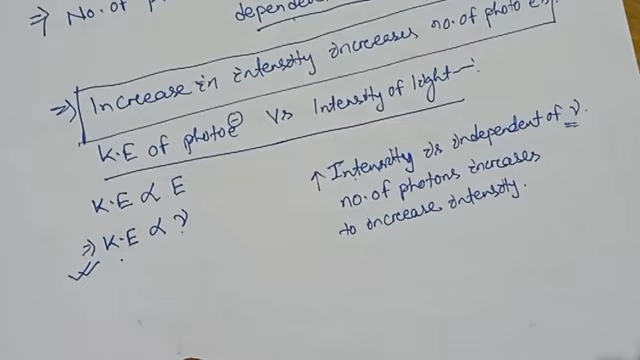 ⇒ No. of
dependen
⇒ Increase in intensity increases no. of photo
K.E of photoe⊖ Vs Intensity of light—:
K.E ∝ E
⇒ K.E ∝ ν
↑ Intensity is independent of ν.
no. of photons increases
to increase intensity.